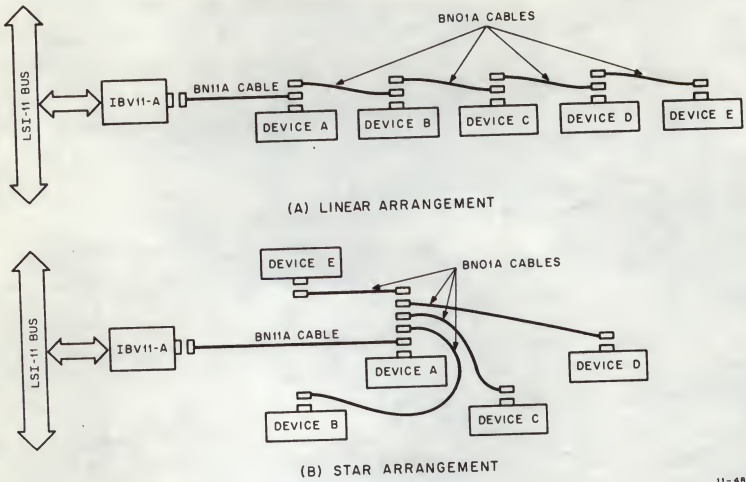 BN01A CABLES
LSI-11 BUS
IBV11-A
BN11A CABLE
DEVICE A
DEVICE B
DEVICE C
DEVICE D
DEVICE E
(A) LINEAR ARRANGEMENT
DEVICE E
BN01A CABLES
LSI-11 BUS
IBV11-A
BN11A CABLE
DEVICE A
DEVICE D
DEVICE B
DEVICE C
(B) STAR ARRANGEMENT